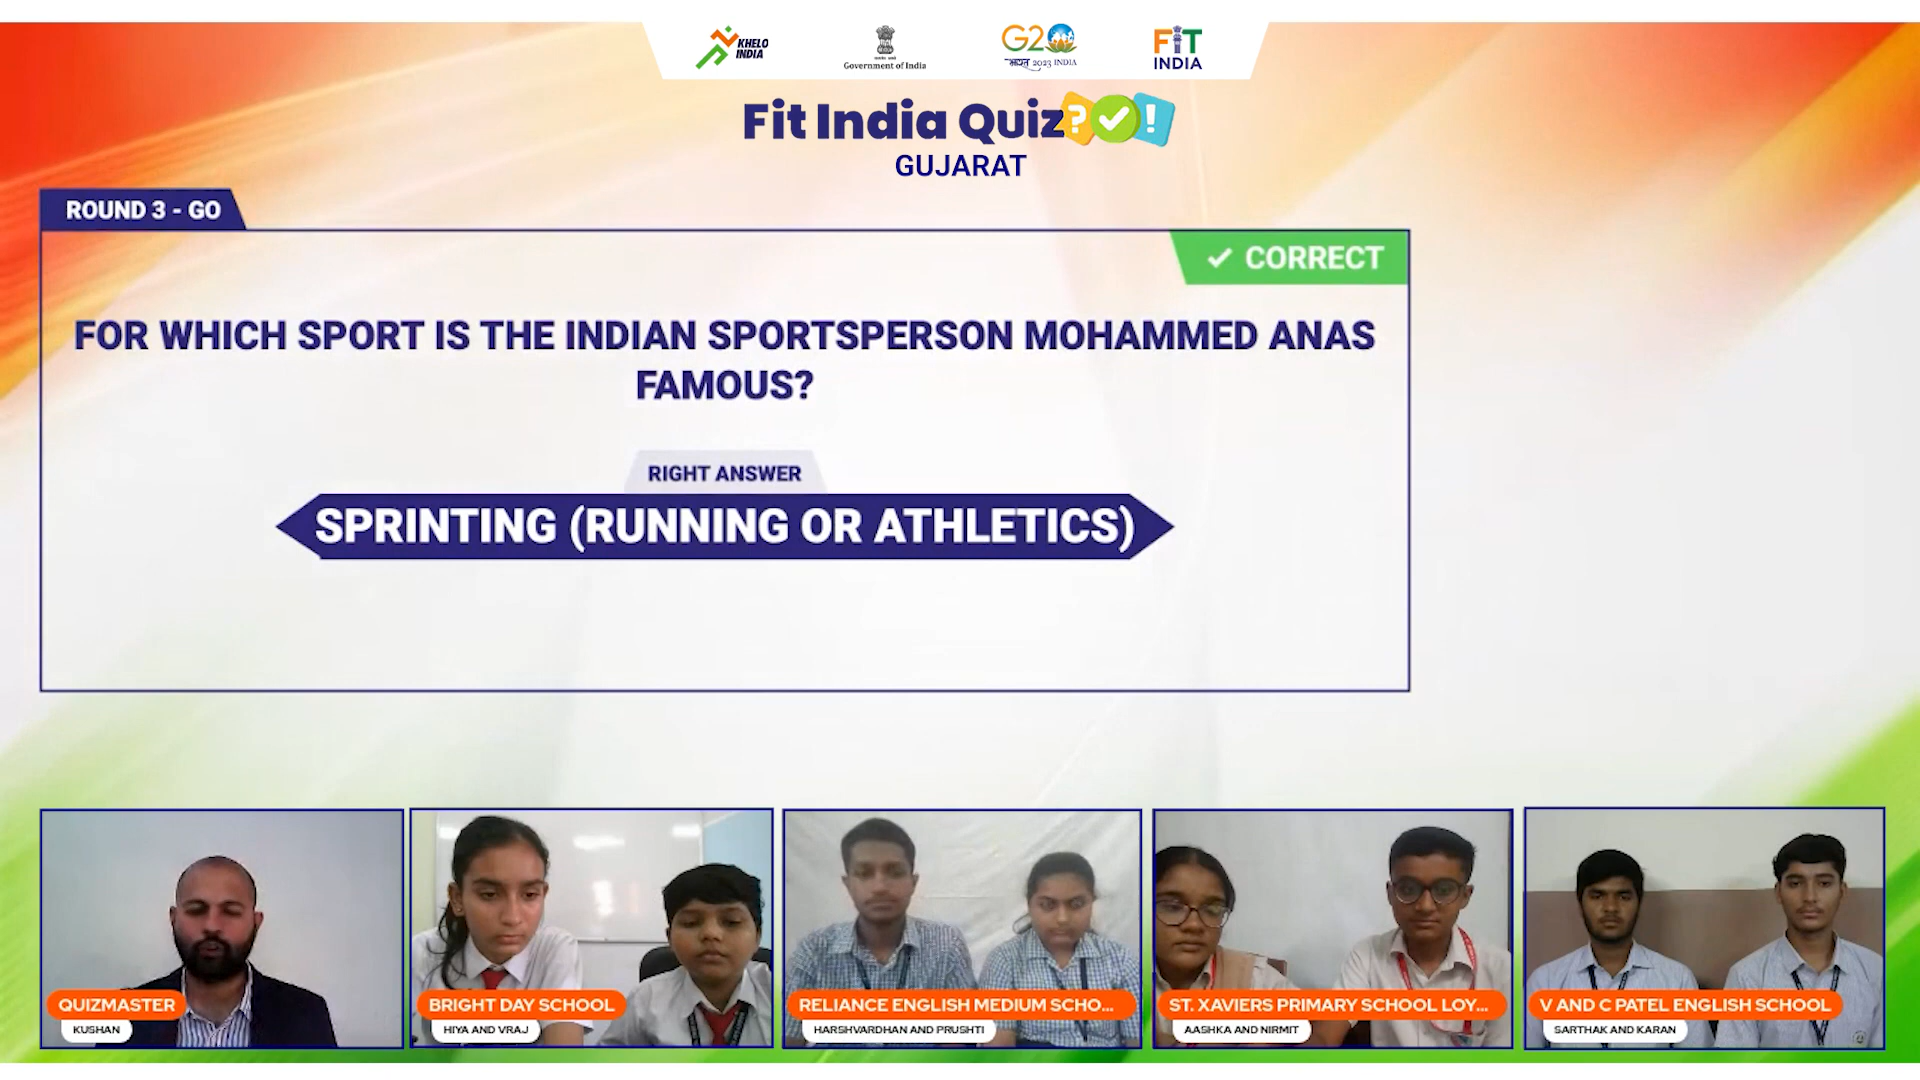 KHELO
INDIA
Government of India
G20
भारत 2023 INDIA
FIT
INDIA
Fit India Quiz?!
GUJARAT
ROUND 3 - GO
CORRECT
FOR WHICH SPORT IS THE INDIAN SPORTSPERSON MOHAMMED ANAS
FAMOUS?
RIGHT ANSWER
SPRINTING (RUNNING OR ATHLETICS)
QUIZMASTER
KUSHAN
BRIGHT DAY SCHOOL
HIYA AND VRAJ
RELIANCE ENGLISH MEDIUM SCHO...
HARSHVARDHAN AND PRUSHTI
ST. XAVIERS PRIMARY SCHOOL LOY...
AASHKA AND NIRMIT
V AND C PATEL ENGLISH SCHOOL
SARTHAK AND KARAN